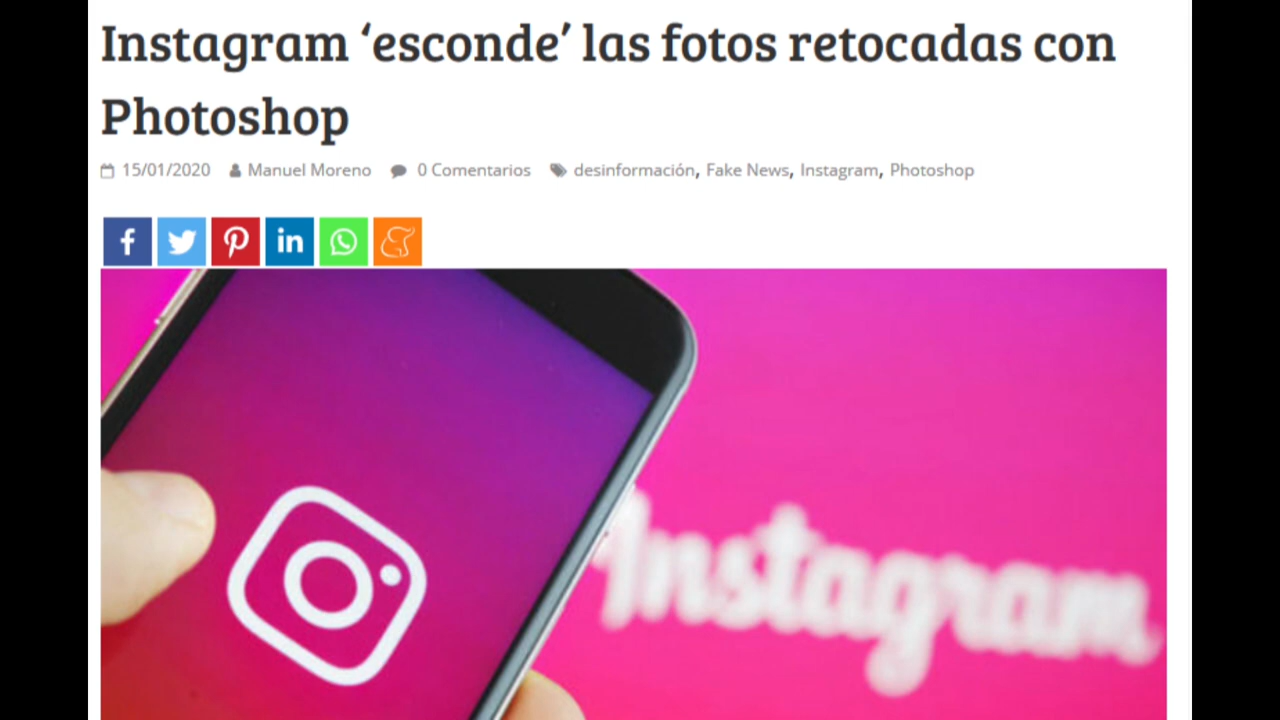 Instagram ‘esconde’ las fotos retocadas con
Photoshop
15/01/2020 Manuel Moreno 0 Comentarios desinformación, Fake News, Instagram, Photoshop
Instagram